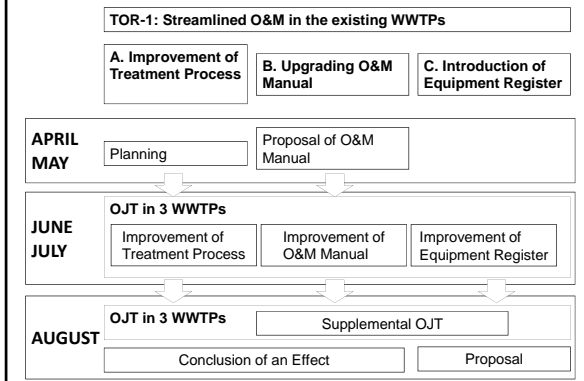 TOR-1: Streamlined O&M in the existing WWTPs
A. Improvement of
Treatment Process
B. Upgrading O&M
Manual
C. Introduction of
Equipment Register
APRIL
MAY
Planning
Proposal of O&M
Manual
JUNE
JULY
OJT in 3 WWTPs
Improvement of
Treatment Process
Improvement of
O&M Manual
Improvement of
Equipment Register
AUGUST
OJT in 3 WWTPs
Supplemental OJT
Conclusion of an Effect
Proposal